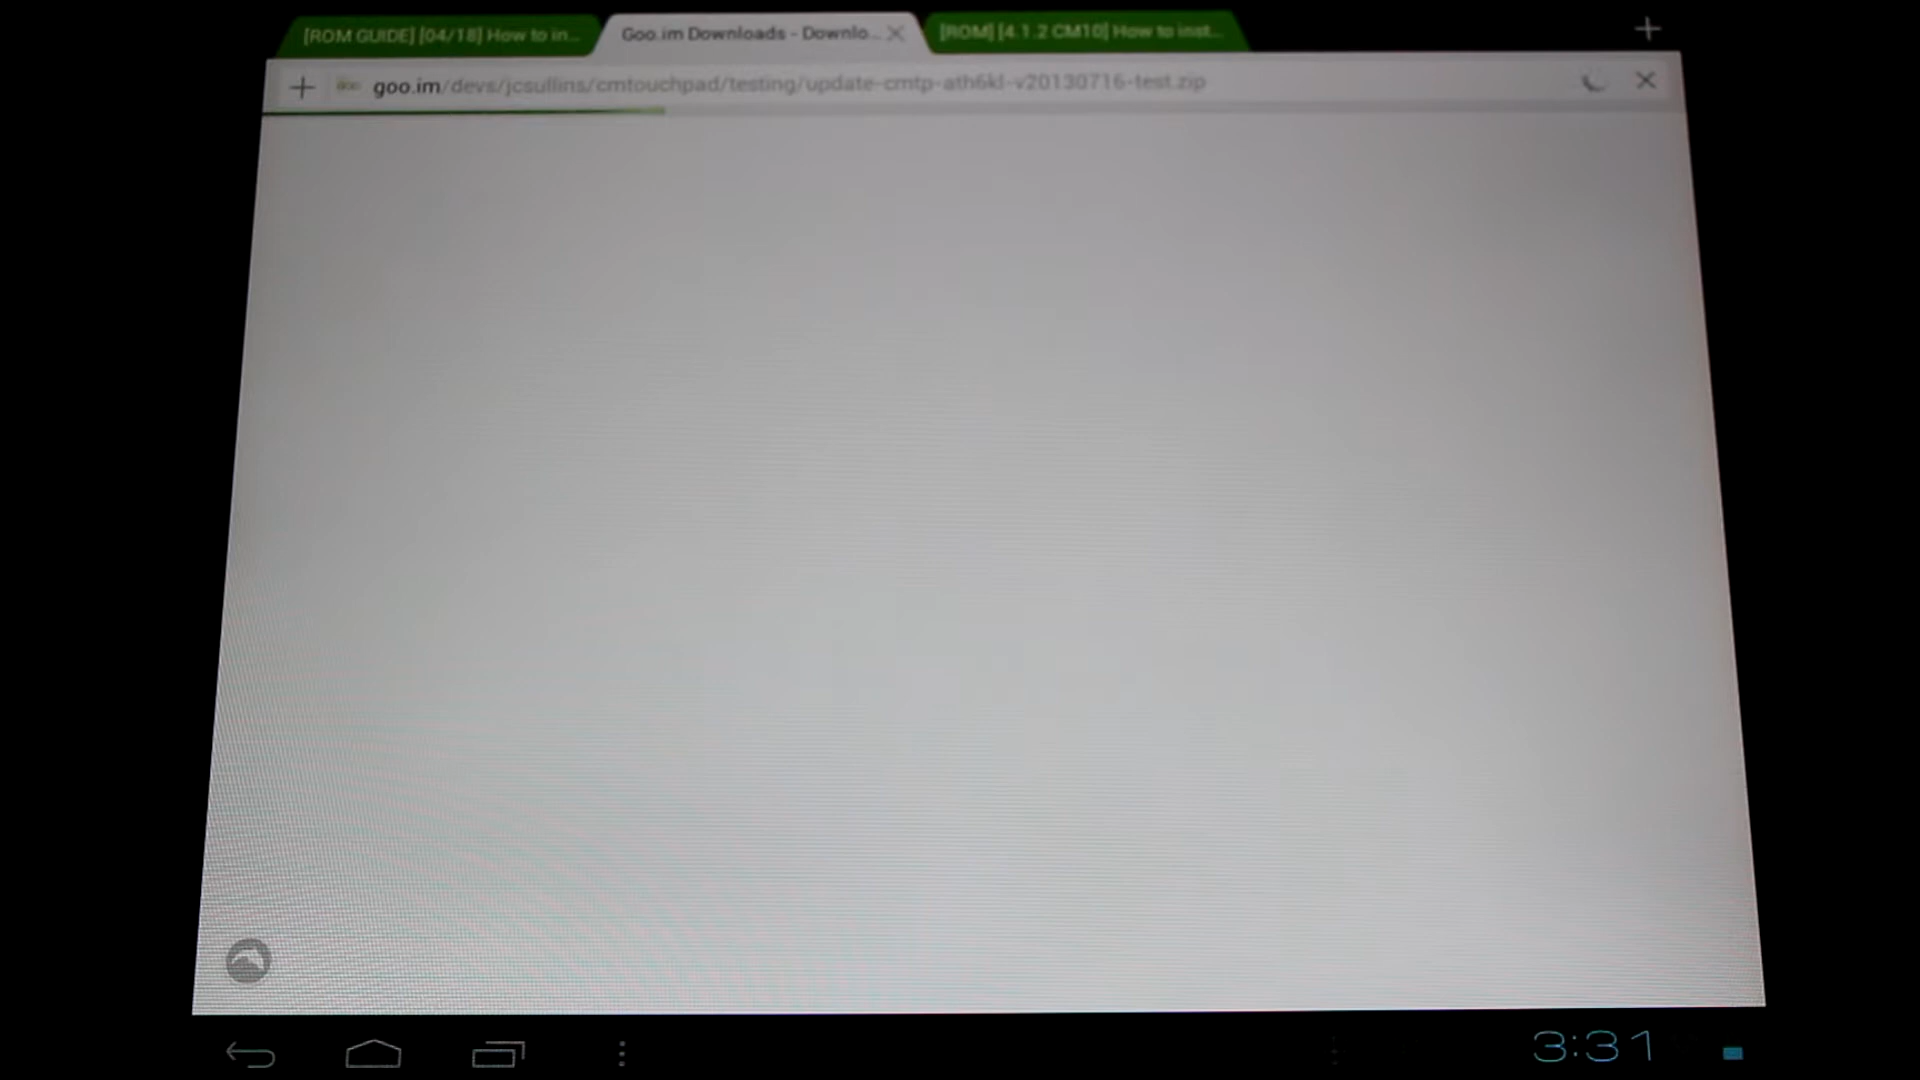 [ROM GUIDE] [04/18] How to in...
Goo.im Downloads - Downlo...
[ROM] [4.1.2 CM10] How to inst...
goo.im/devs/jcsullins/cmtouchpad/testing/update-cmtp-ath6kl-v20130716-test.zip
3:31